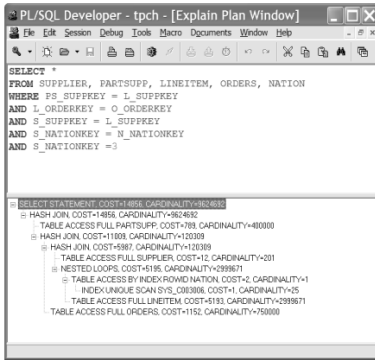 PL/SQL Developer - tpch - [Explain Plan Window]
File Edit Session Debug Tools Macro Documents Window Help
SELECT *
FROM SUPPLIER, PARTSUPP, LINEITEM, ORDERS, NATION
WHERE PS_SUPPKEY = L_SUPPKEY
AND L_ORDERKEY = O_ORDERKEY
AND S_SUPPKEY = L_SUPPKEY
AND S_NATIONKEY = N_NATIONKEY
AND S_NATIONKEY =3
SELECT STATEMENT, COST=14856, CARDINALITY=9624692
HASH JOIN, COST=14856, CARDINALITY=9624692
TABLE ACCESS FULL PARTSUPP, COST=789, CARDINALITY=400000
HASH JOIN, COST=11009, CARDINALITY=120309
HASH JOIN, COST=5987, CARDINALITY=120309
TABLE ACCESS FULL SUPPLIER, COST=12, CARDINALITY=201
NESTED LOOPS, COST=5195, CARDINALITY=2999671
TABLE ACCESS BY INDEX ROWID NATION, COST=2, CARDINALITY=1
INDEX UNIQUE SCAN SYS_C003006, COST=1, CARDINALITY=25
TABLE ACCESS FULL LINEITEM, COST=5193, CARDINALITY=2999671
TABLE ACCESS FULL ORDERS, COST=1152, CARDINALITY=750000